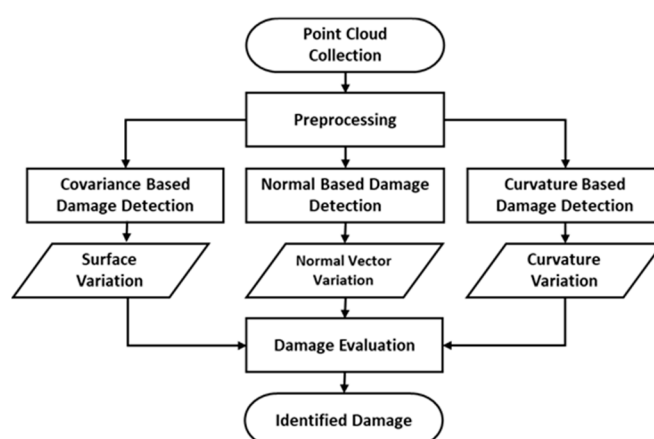 Point Cloud
Collection
Preprocessing
Covariance Based
Damage Detection
Normal Based Damage
Detection
Curvature Based
Damage Detection
Surface
Variation
Normal Vector
Variation
Curvature
Variation
Damage Evaluation
Identified Damage